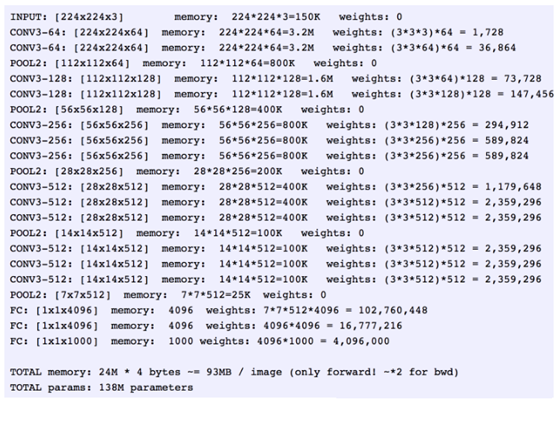 INPUT: [224x224x3] memory: 224*224*3=150K weights: 0
CONV3-64: [224x224x64] memory: 224*224*64=3.2M weights: (3*3*3)*64 = 1,728
CONV3-64: [224x224x64] memory: 224*224*64=3.2M weights: (3*3*64)*64 = 36,864
POOL2: [112x112x64] memory: 112*112*64=800K weights: 0
CONV3-128: [112x112x128] memory: 112*112*128=1.6M weights: (3*3*64)*128 = 73,728
CONV3-128: [112x112x128] memory: 112*112*128=1.6M weights: (3*3*128)*128 = 147,456
POOL2: [56x56x128] memory: 56*56*128=400K weights: 0
CONV3-256: [56x56x256] memory: 56*56*256=800K weights: (3*3*128)*256 = 294,912
CONV3-256: [56x56x256] memory: 56*56*256=800K weights: (3*3*256)*256 = 589,824
CONV3-256: [56x56x256] memory: 56*56*256=800K weights: (3*3*256)*256 = 589,824
POOL2: [28x28x256] memory: 28*28*256=200K weights: 0
CONV3-512: [28x28x512] memory: 28*28*512=400K weights: (3*3*256)*512 = 1,179,648
CONV3-512: [28x28x512] memory: 28*28*512=400K weights: (3*3*512)*512 = 2,359,296
CONV3-512: [28x28x512] memory: 28*28*512=400K weights: (3*3*512)*512 = 2,359,296
POOL2: [14x14x512] memory: 14*14*512=100K weights: 0
CONV3-512: [14x14x512] memory: 14*14*512=100K weights: (3*3*512)*512 = 2,359,296
CONV3-512: [14x14x512] memory: 14*14*512=100K weights: (3*3*512)*512 = 2,359,296
CONV3-512: [14x14x512] memory: 14*14*512=100K weights: (3*3*512)*512 = 2,359,296
POOL2: [7x7x512] memory: 7*7*512=25K weights: 0
FC: [1x1x4096] memory: 4096 weights: 7*7*512*4096 = 102,760,448
FC: [1x1x4096] memory: 4096 weights: 4096*4096 = 16,777,216
FC: [1x1x1000] memory: 1000 weights: 4096*1000 = 4,096,000
TOTAL memory: 24M * 4 bytes ~= 93MB / image (only forward! ~*2 for bwd)
TOTAL params: 138M parameters